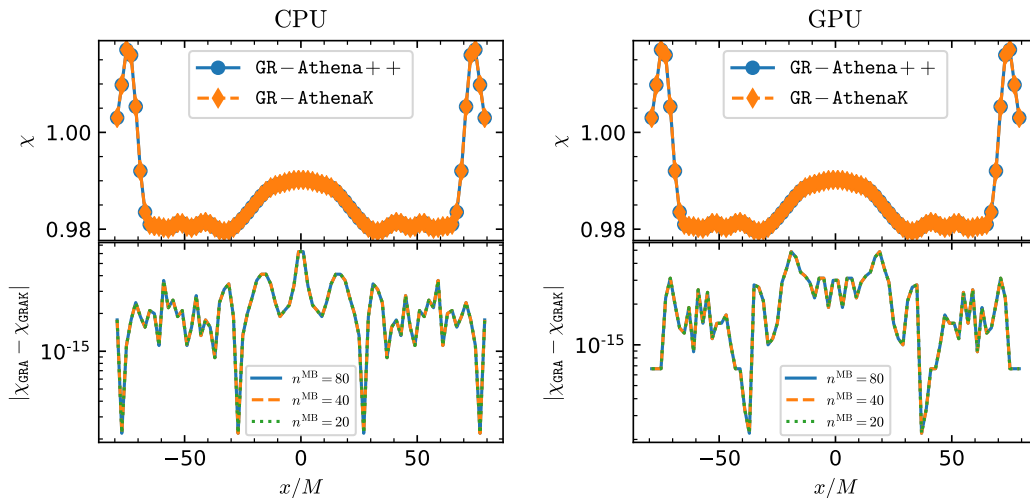 CPU
GPU
GR−Athena++
GR−AthenaK
GR−Athena++
GR−AthenaK
χ
1.00
0.98
χ
1.00
0.98
|χGRA − χGRAK|
10⁻¹⁵
nᴹᴮ = 80
nᴹᴮ = 40
nᴹᴮ = 20
|χGRA − χGRAK|
10⁻¹⁵
nᴹᴮ = 80
nᴹᴮ = 40
nᴹᴮ = 20
−50 0 50
−50 0 50
x/M
x/M